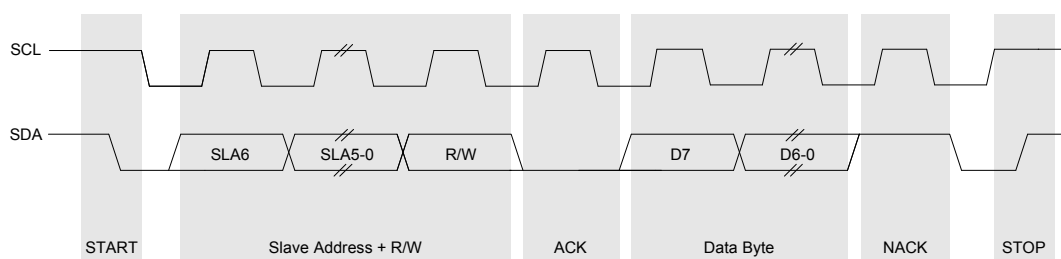 SCL
SDA
SLA6
SLA5-0
R/W
D7
D6-0
START
Slave Address + R/W
ACK
Data Byte
NACK
STOP